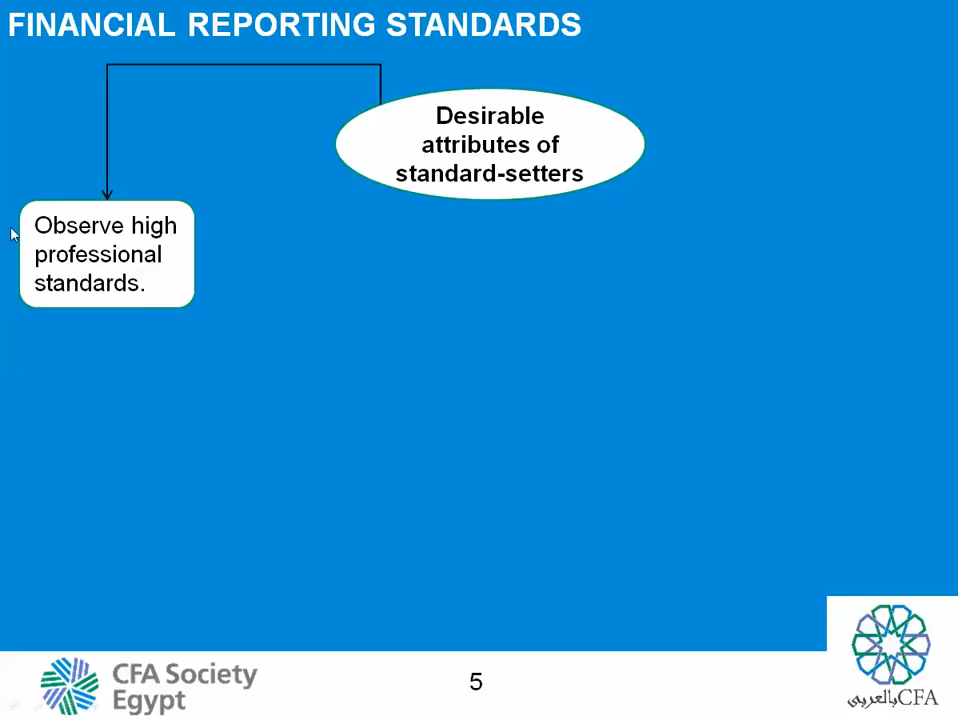 FINANCIAL REPORTING STANDARDS
Desirable
attributes of
standard-setters
Observe high
professional
standards.
CFA Society
Egypt
5
CFAبالعربي